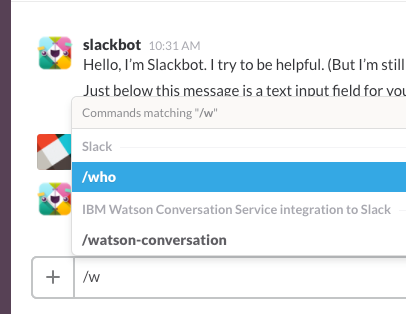 slackbot 10:31 AM
Hello, I'm Slackbot. I try to be helpful. (But I'm still
Just below this message is a text input field for you
Commands matching "/w"
Slack
/who
IBM Watson Conversation Service integration to Slack
/watson-conversation
+ /w